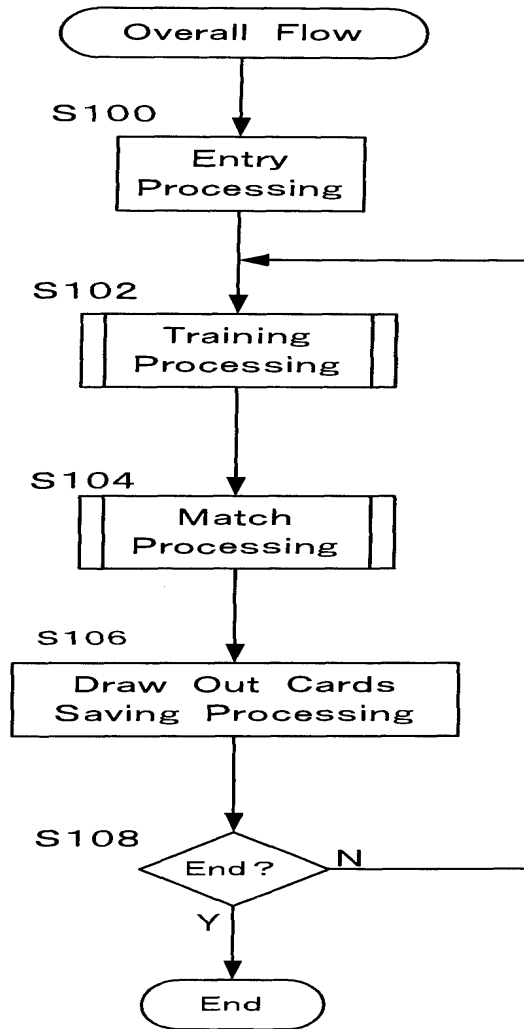 Overall Flow
S100
Entry
Processing
S102
Training
Processing
S104
Match
Processing
S106
Draw Out Cards
Saving Processing
S108
End?
N
Y
End